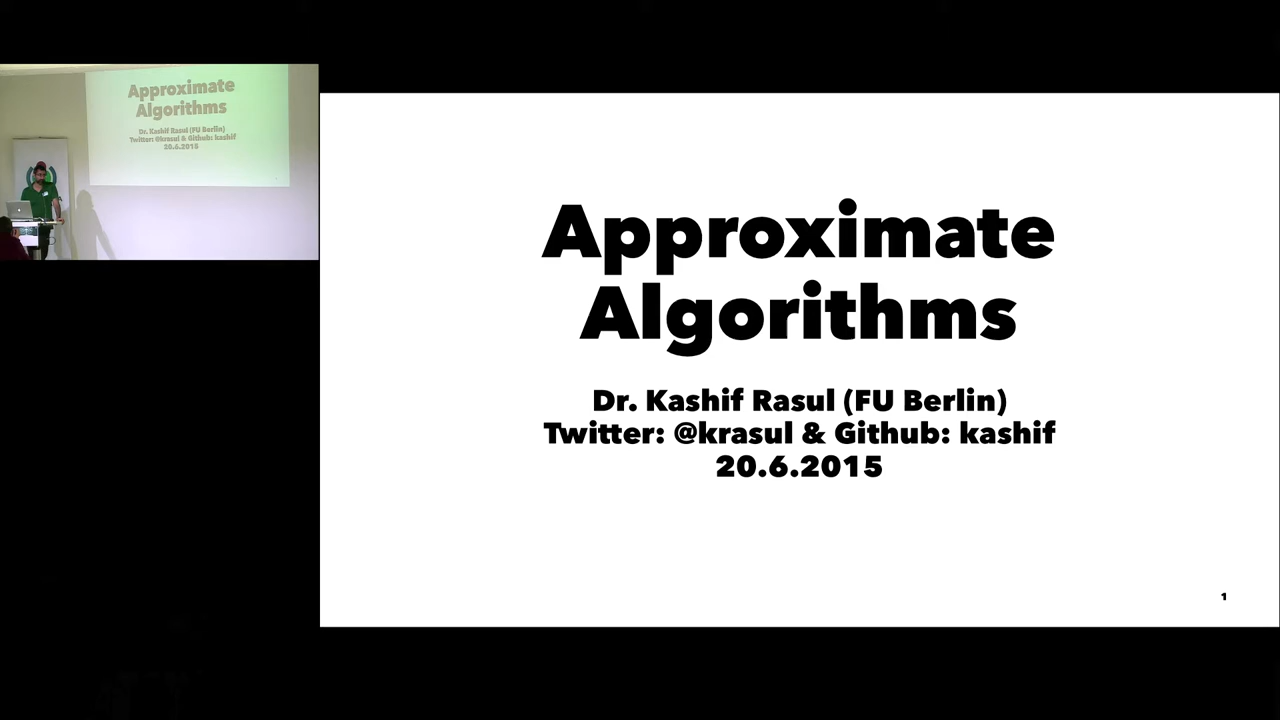 Approximate
Algorithms
Dr. Kashif Rasul (FU Berlin)
Twitter: @krasul & Github: kashif
20.6.2015
Approximate
Algorithms
Dr. Kashif Rasul (FU Berlin)
Twitter: @krasul & Github: kashif
20.6.2015
1